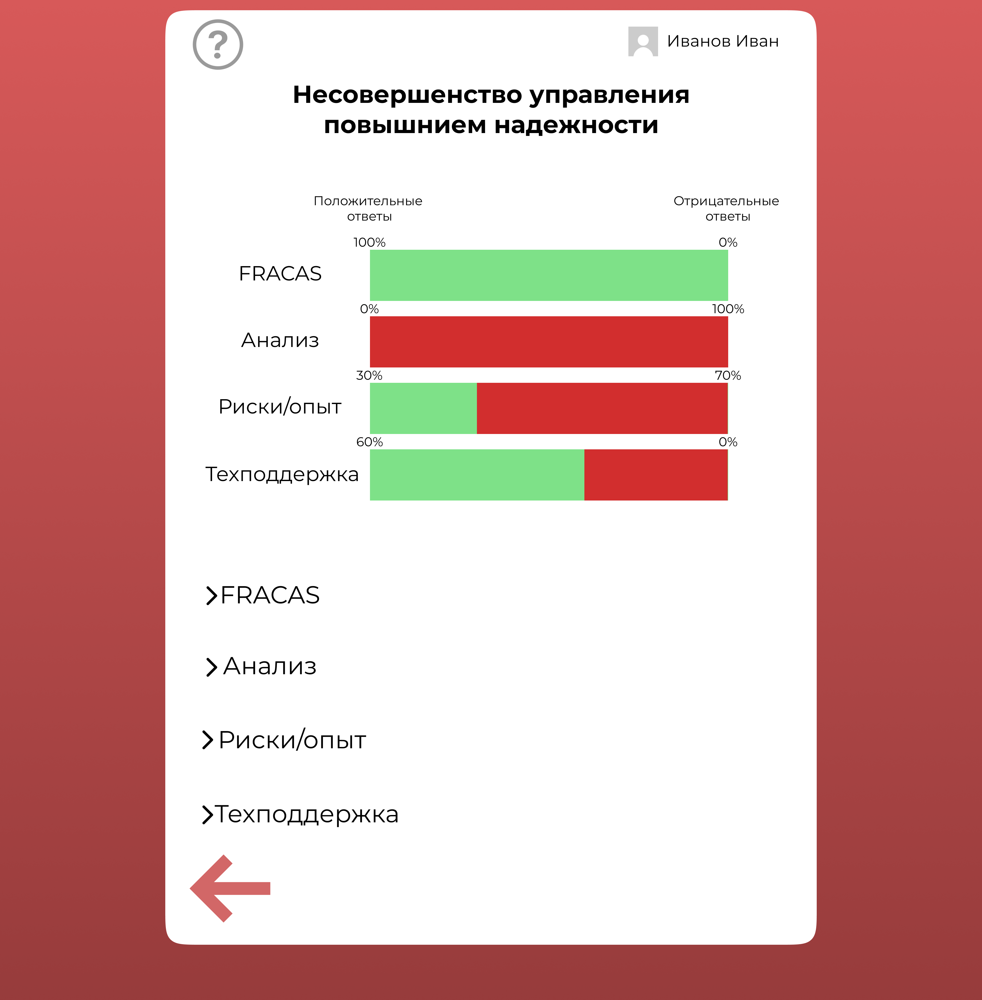 ?
Иванов Иван
Несовершенство управления
повышнием надежности
Положительные
ответы
Отрицательные
ответы
100%
0%
FRACAS
0%
100%
Анализ
30%
70%
Риски/опыт
60%
0%
Техподдержка
FRACAS
Анализ
Риски/опыт
Техподдержка